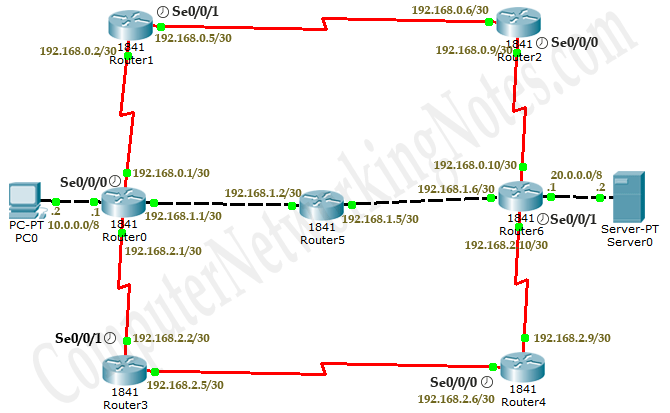 Se0/0/1
192.168.0.6/30
192.168.0.2/30
1841
Router1
192.168.0.5/30
192.168.0.9/30
1841
Router2
Se0/0/0
192.168.0.1/30
Se0/0/0
192.168.0.10/30
20.0.0.0/8
PC-PT
PC0
.2
.1
10.0.0.0/8
1841
Router0
192.168.1.1/30
192.168.1.2/30
1841
Router5
192.168.1.5/30
192.168.1.6/30
.1
.2
1841
Router6
Se0/0/1
Server-PT
Server0
192.168.2.1/30
192.168.2.10/30
Se0/0/1
192.168.2.2/30
192.168.2.9/30
1841
Router3
192.168.2.5/30
Se0/0/0
192.168.2.6/30
1841
Router4
ComputerNetworkingNotes.com